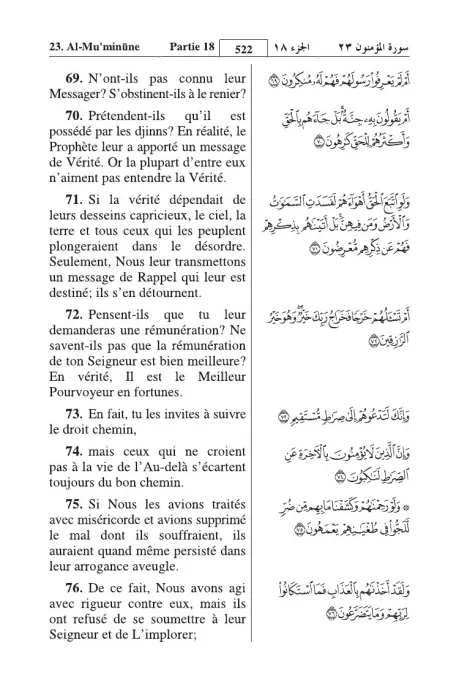 23. Al-Mu'minūne Partie 18 522 الجزء ١٨ سورة المؤمنون ٢٣
69. N'ont-ils pas connu leur
Messager? S'obstinent-ils à le renier?
أَمْ لَمْ يَعْرِفُوا۟ رَسُولَهُمْ فَهُمْ لَهُۥ مُنكِرُونَ ٦٩
70. Prétendent-ils qu'il est
possédé par les djinns? En réalité, le
Prophète leur a apporté un message
de Vérité. Or la plupart d'entre eux
n'aiment pas entendre la Vérité.
أَمْ يَقُولُونَ بِهِۦ جِنَّةٌۢ بَلْ جَآءَهُم بِٱلْحَقِّ
وَأَكْثَرُهُمْ لِلْحَقِّ كَٰرِهُونَ ٧٠
71. Si la vérité dépendait de
leurs desseins capricieux, le ciel, la
terre et tous ceux qui les peuplent
plongeraient dans le désordre.
Seulement, Nous leur transmettons
un message de Rappel qui leur est
destiné; ils s'en détournent.
وَلَوِ ٱتَّبَعَ ٱلْحَقُّ أَهْوَآءَهُمْ لَفَسَدَتِ ٱلسَّمَٰوَٰتُ
وَٱلْأَرْضُ وَمَن فِيهِنَّ بَلْ أَتَيْنَٰهُم بِذِكْرِهِمْ
فَهُمْ عَن ذِكْرِهِم مُّعْرِضُونَ ٧١
72. Pensent-ils que tu leur
demanderas une rémunération? Ne
savent-ils pas que la rémunération
de ton Seigneur est bien meilleure?
En vérité, Il est le Meilleur
Pourvoyeur en fortunes.
أَمْ تَسْـَٔلُهُمْ خَرْجًا فَخَرَاجُ رَبِّكَ خَيْرٌ وَهُوَ خَيْرُ
ٱلرَّٰزِقِينَ ٧٢
73. En fait, tu les invites à suivre
le droit chemin,
وَإِنَّكَ لَتَدْعُوهُمْ إِلَىٰ صِرَٰطٍ مُّسْتَقِيمٍ ٧٣
74. mais ceux qui ne croient
pas à la vie de l'Au-delà s'écartent
toujours du bon chemin.
وَإِنَّ ٱلَّذِينَ لَا يُؤْمِنُونَ بِٱلْأَخِرَةِ عَنِ
ٱلصِّرَٰطِ لَنَٰكِبُونَ ٧٤
75. Si Nous les avions traités
avec miséricorde et avions supprimé
le mal dont ils souffraient, ils
auraient quand même persisté dans
leur arrogance aveugle.
۞ وَلَوْ رَحِمْنَٰهُمْ وَكَشَفْنَا مَا بِهِم مِّن ضُرٍّ
لَّلَجُّوا۟ فِى طُغْيَٰنِهِمْ يَعْمَهُونَ ٧٥
76. De ce fait, Nous avons agi
avec rigueur contre eux, mais ils
ont refusé de se soumettre à leur
Seigneur et de L'implorer;
وَلَقَدْ أَخَذْنَٰهُم بِٱلْعَذَابِ فَمَا ٱسْتَكَانُوا۟
لِرَبِّهِمْ وَمَا يَتَضَرَّعُونَ ٧٦